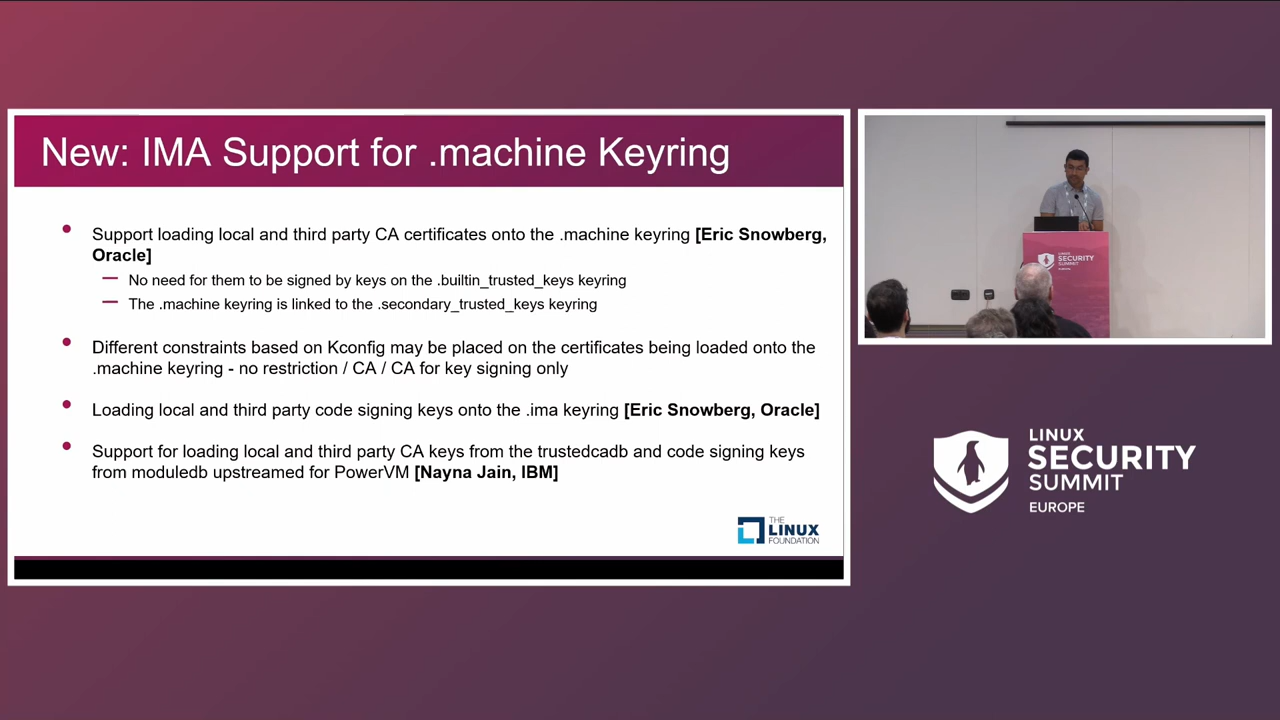 New: IMA Support for .machine Keyring
• Support loading local and third party CA certificates onto the .machine keyring [Eric Snowberg,
Oracle]
— No need for them to be signed by keys on the .builtin_trusted_keys keyring
— The .machine keyring is linked to the .secondary_trusted_keys keyring
• Different constraints based on Kconfig may be placed on the certificates being loaded onto the
.machine keyring - no restriction / CA / CA for key signing only
• Loading local and third party code signing keys onto the .ima keyring [Eric Snowberg, Oracle]
• Support for loading local and third party CA keys from the trustedcadb and code signing keys
from moduledb upstreamed for PowerVM [Nayna Jain, IBM]
THE
LINUX
FOUNDATION
LINUX
SECURITY
SUMMIT
EUROPE
LINUX
SECURITY
SUMMIT
EUROPE